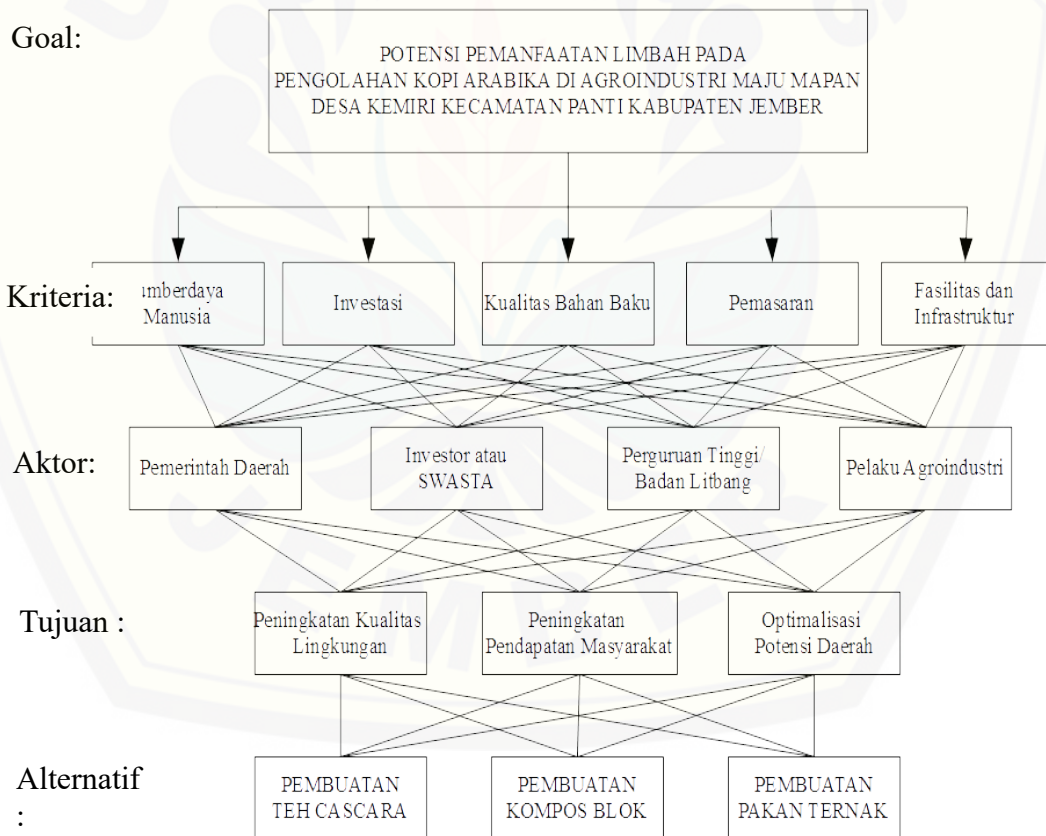 Goal:
POTENSI PEMANFAATAN LIMBAH PADA
PENGOLAHAN KOPI ARABIKA DI AGROINDUSTRI MAJU MAPAN
DESA KEMIRI KECAMATAN PANTI KABUPATEN JEMBER
Kriteria:
umberdaya
Manusia
Investasi
Kualitas Bahan Baku
Pemasaran
Fasilitas dan
Infrastruktur
Aktor:
Pemerintah Daerah
Investor atau
SWASTA
Perguruan Tinggi/
Badan Litbang
Pelaku Agroindustri
Tujuan :
Peningkatan Kualitas
Lingkungan
Peningkatan
Pendapatan Masyarakat
Optimalisasi
Potensi Daerah
Alternatif
:
PEMBUATAN
TEH CASCARA
PEMBUATAN
KOMPOS BLOK
PEMBUATAN
PAKAN TERNAK